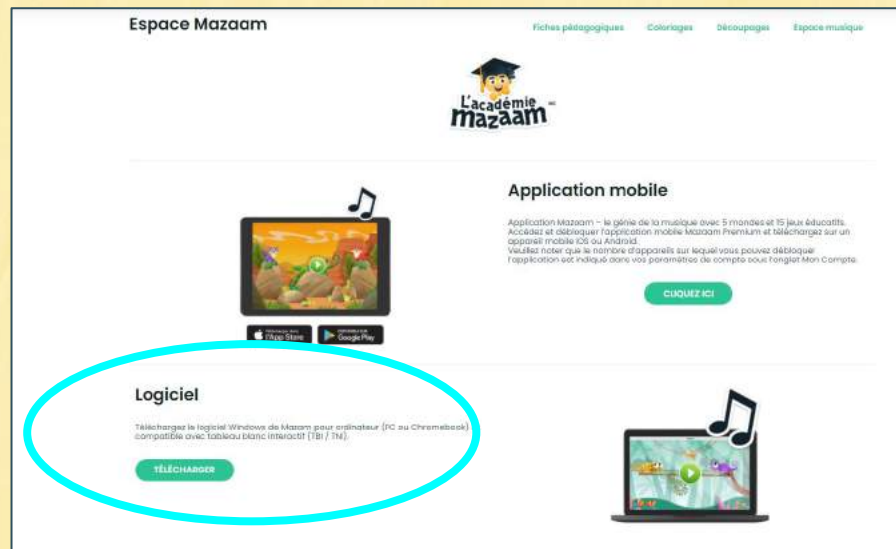 Espace Mazaam
Fiches pédagogiques Coloriages Découpages Espace musique
L'académie
mazaam
Application mobile
Application Mazaam – le génie de la musique avec 5 mondes et 15 jeux éducatifs.
Accédez et débloquer l'application mobile Mazaam Premium et téléchargez sur un
appareil mobile iOS ou Android.
Veuillez noter que le nombre d'appareils sur lequel vous pouvez débloquer
l'application est indiqué dans vos paramètres de compte sous l'onglet Mon Compte.
CLIQUEZ ICI
l'App Store
DISPONIBLE SUR
Google Play
Logiciel
Téléchargez le logiciel Windows de Mazam pour ordinateur (PC ou Chromebook)
compatible avec tableau blanc interactif (TBI / TNI).
TÉLÉCHARGER